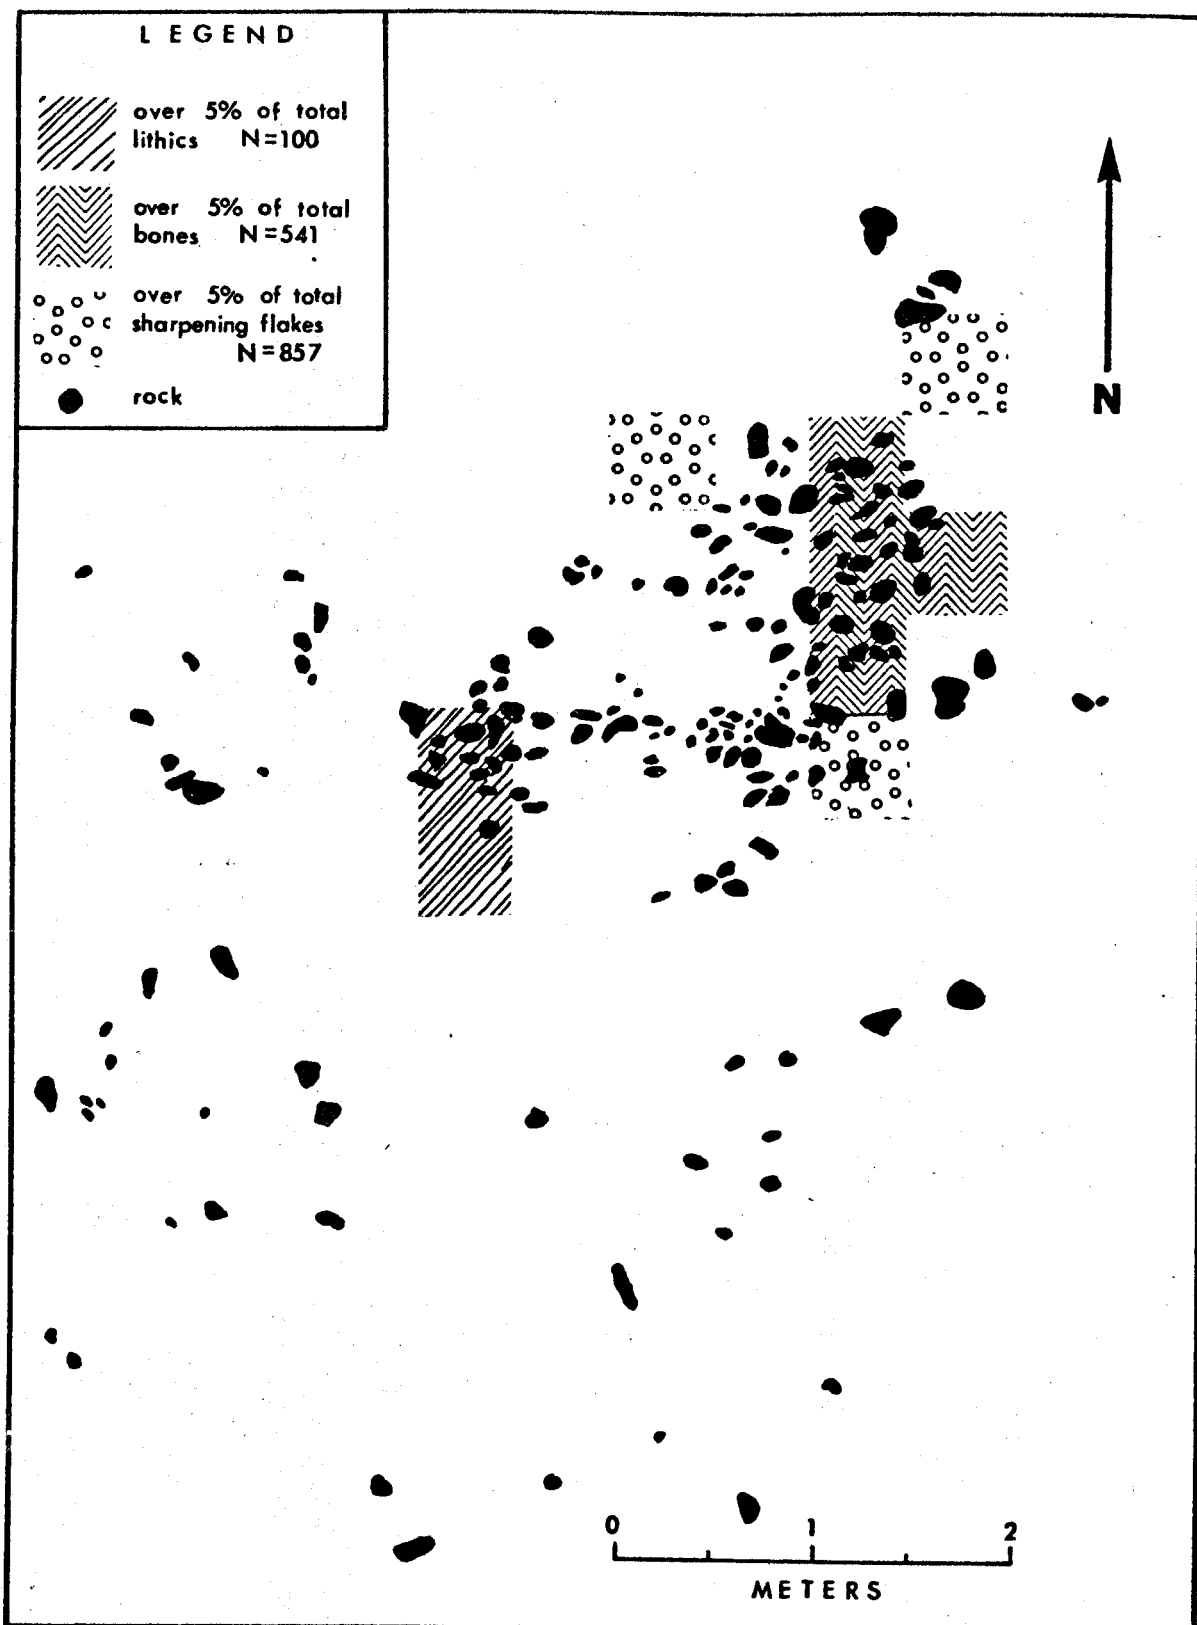 LEGEND
over 5% of total
lithics N=100
over 5% of total
bones N=541
over 5% of total
sharpening flakes
N=857
rock
N
0 1 2
METERS